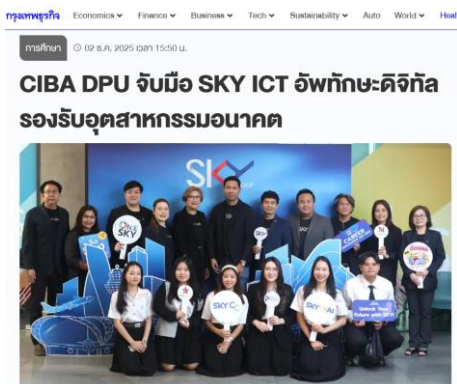 กรุงเทพธุรกิจ Economics Finance Business Tech Sustainability Auto World Heal
การศึกษา 02 ธ.ค. 2025 เวลา 15:50 น.
CIBA DPU จับมือ SKY ICT อัพทักษะดิจิทัล
รองรับอุตสาหกรรมอนาคต
SKY
GROUP
ONE
SKY
CAREER
M
SKY
SKY
Unlock Your
Future with SKY!